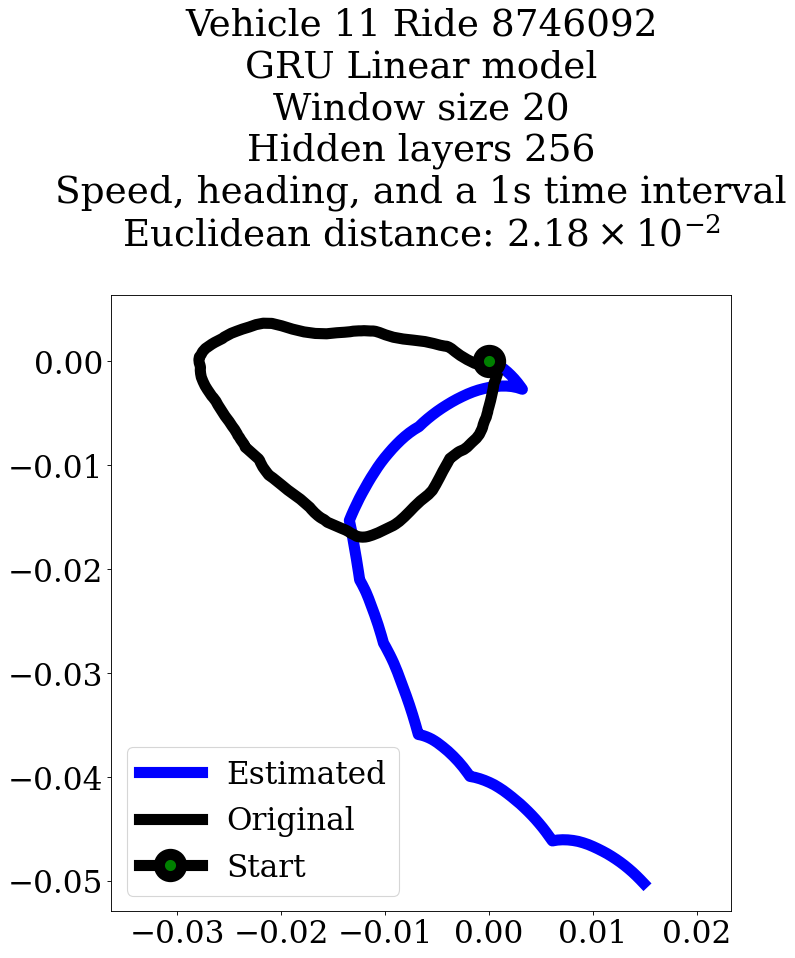 Vehicle 11 Ride 8746092
GRU Linear model
Window size 20
Hidden layers 256
Speed, heading, and a 1s time interval
Euclidean distance: 2.18 × 10⁻²
0.00
−0.01
−0.02
−0.03
−0.04
−0.05
Estimated
Original
Start
−0.03 −0.02 −0.01 0.00 0.01 0.02